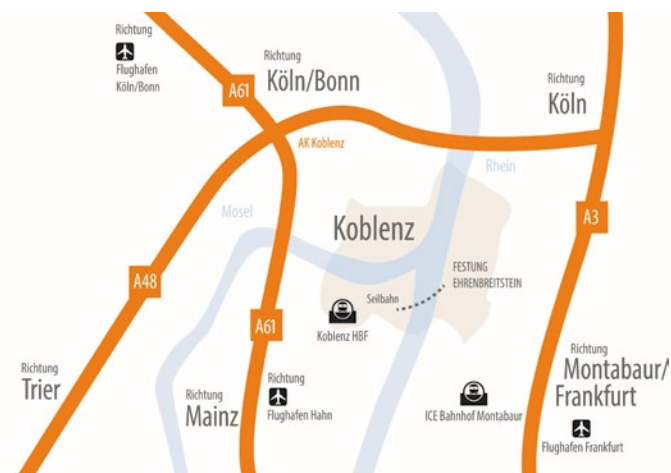 Richtung
Flughafen
Köln/Bonn
A61
Richtung
Köln/Bonn
Richtung
Köln
AK Koblenz
Rhein
Mosel
Koblenz
A3
FESTUNG
EHRENBREITSTEIN
A48
Seilbahn
A61
Koblenz HBF
Richtung
Trier
Richtung
Mainz
Richtung
Flughafen Hahn
ICE Bahnhof Montabaur
Richtung
Montabaur/
Frankfurt
Flughafen Frankfurt